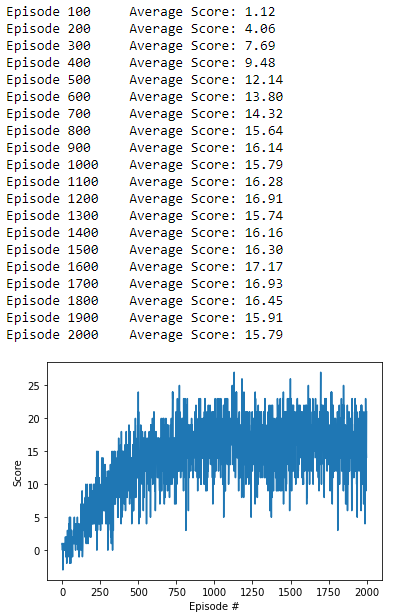 Episode 100 Average Score: 1.12
Episode 200 Average Score: 4.06
Episode 300 Average Score: 7.69
Episode 400 Average Score: 9.48
Episode 500 Average Score: 12.14
Episode 600 Average Score: 13.80
Episode 700 Average Score: 14.32
Episode 800 Average Score: 15.64
Episode 900 Average Score: 16.14
Episode 1000 Average Score: 15.79
Episode 1100 Average Score: 16.28
Episode 1200 Average Score: 16.91
Episode 1300 Average Score: 15.74
Episode 1400 Average Score: 16.16
Episode 1500 Average Score: 16.30
Episode 1600 Average Score: 17.17
Episode 1700 Average Score: 16.93
Episode 1800 Average Score: 16.45
Episode 1900 Average Score: 15.91
Episode 2000 Average Score: 15.79
25
20
15
10
5
0
Score
0 250 500 750 1000 1250 1500 1750 2000
Episode #